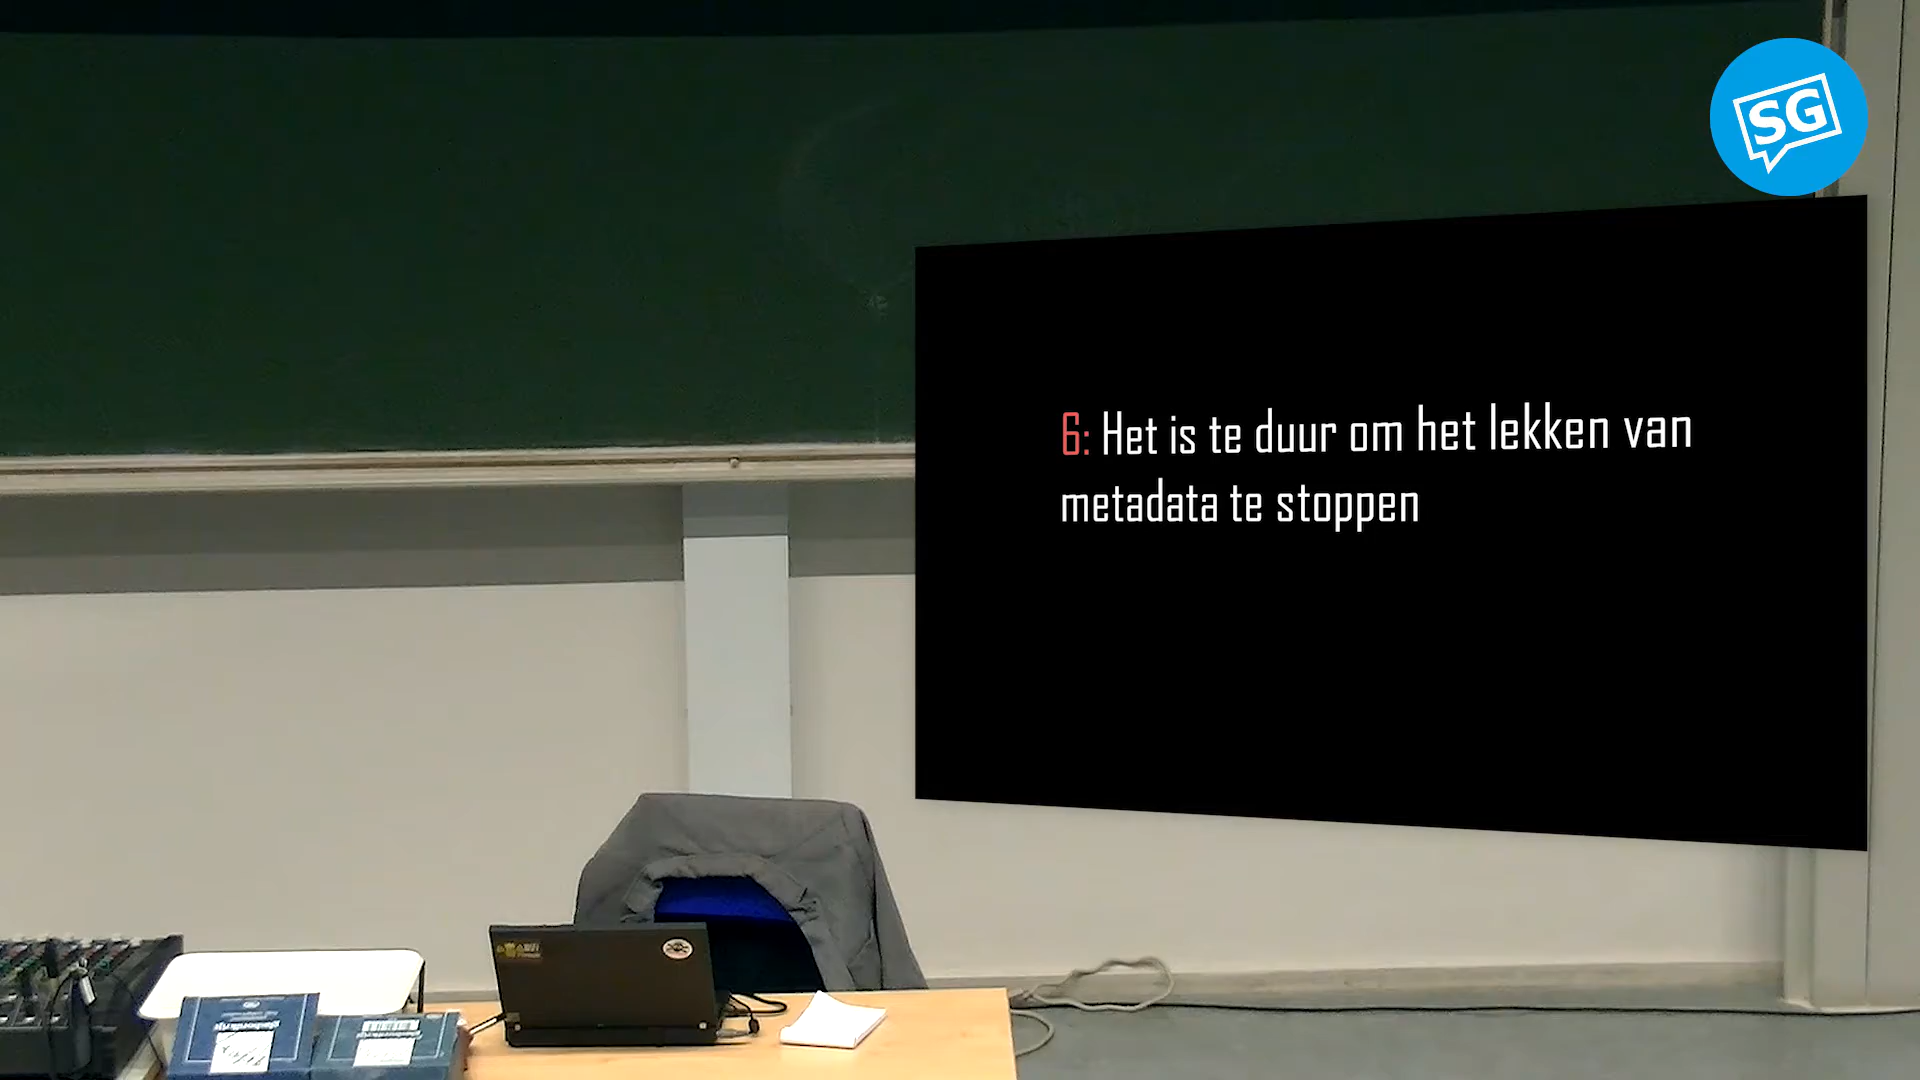 SG
6: Het is te duur om het lekken van
metadata te stoppen